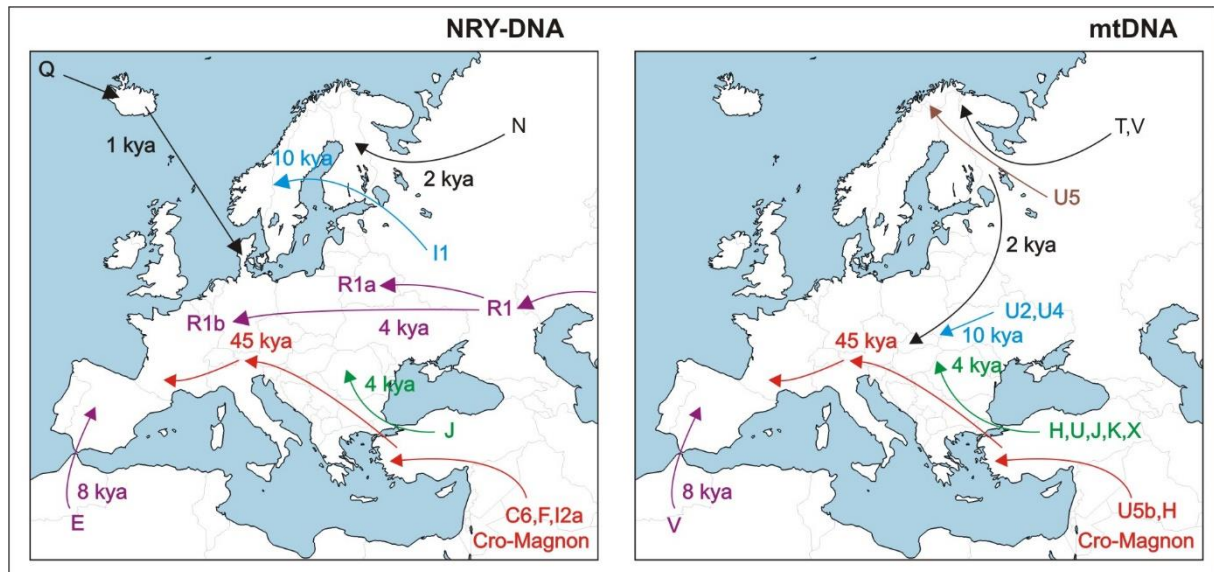 NRY-DNA
Q
1 kya
N
10 kya
2 kya
I1
R1a
R1
R1b
4 kya
45 kya
4 kya
J
8 kya
E
C6,F,I2a
Cro-Magnon
mtDNA
T,V
U5
2 kya
U2,U4
10 kya
45 kya
4 kya
H,U,J,K,X
8 kya
V
U5b,H
Cro-Magnon